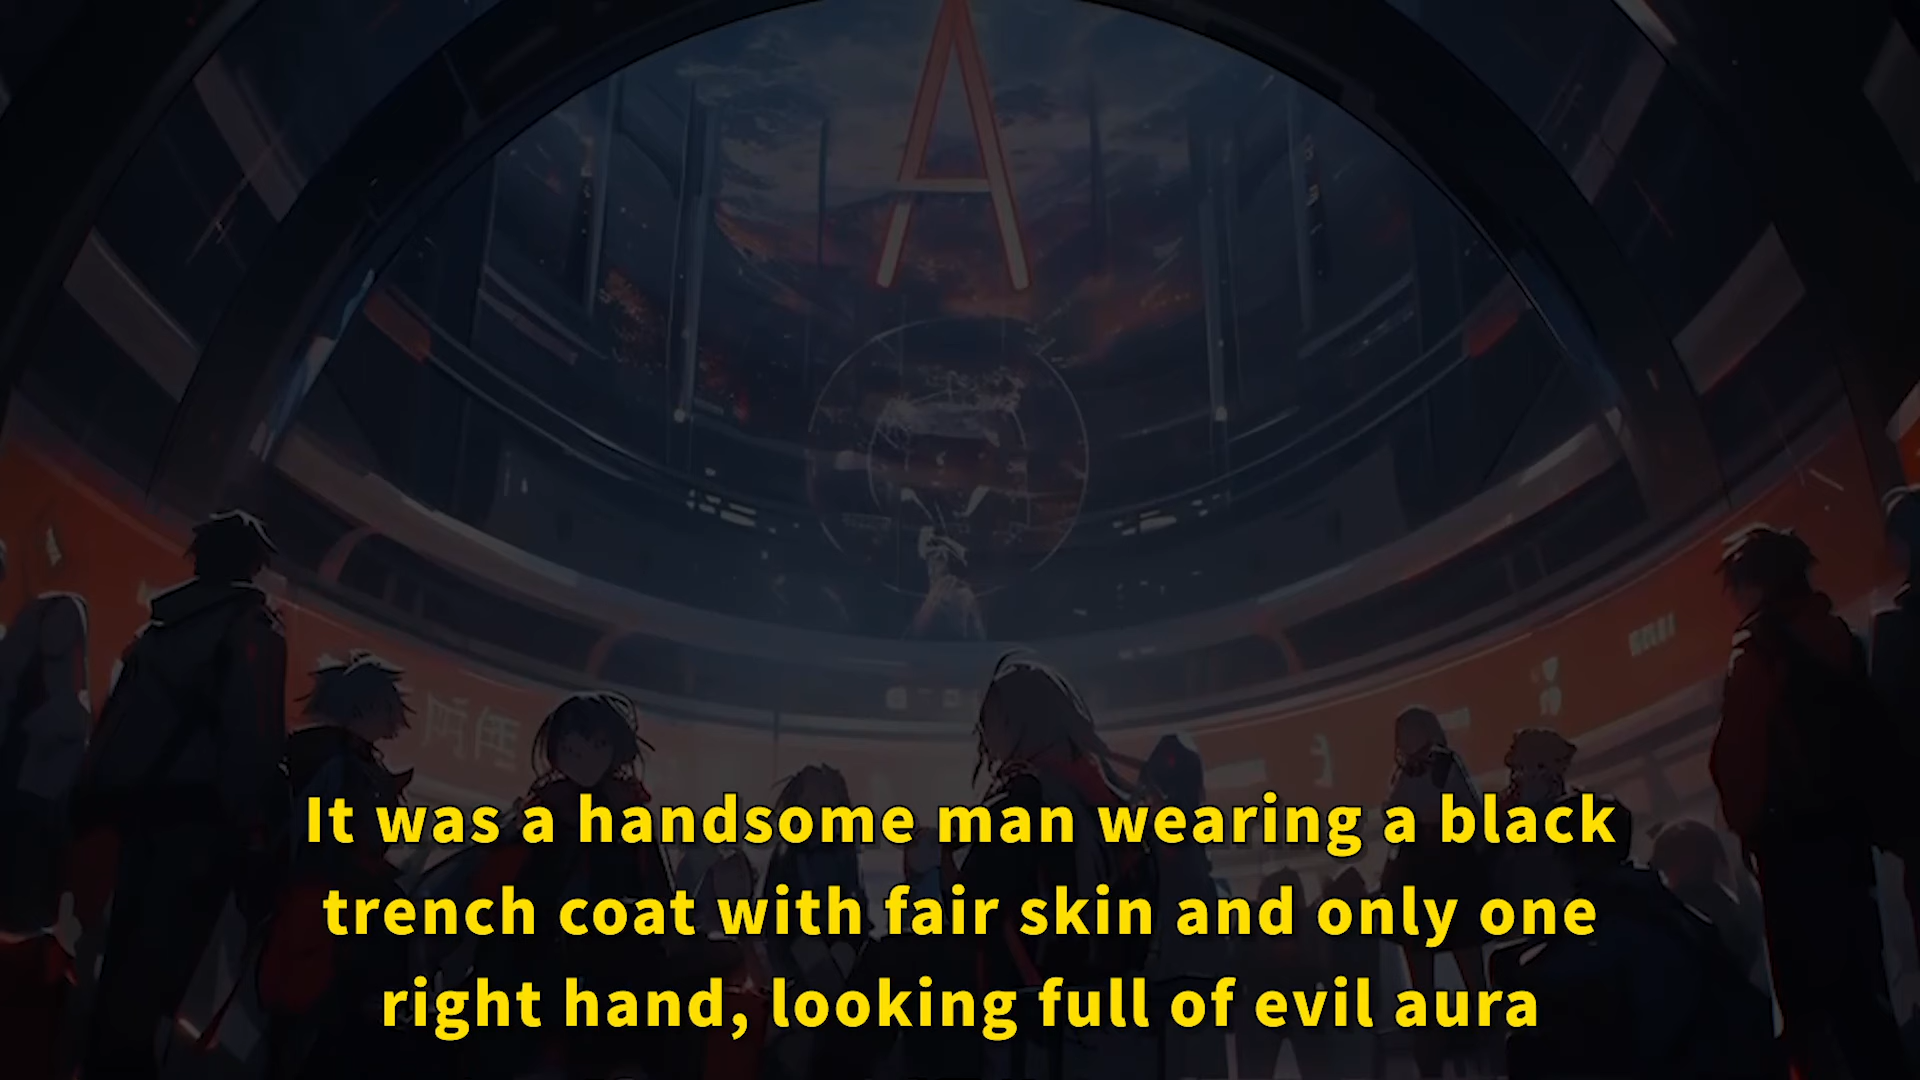 A
It was a handsome man wearing a black
trench coat with fair skin and only one
right hand, looking full of evil aura